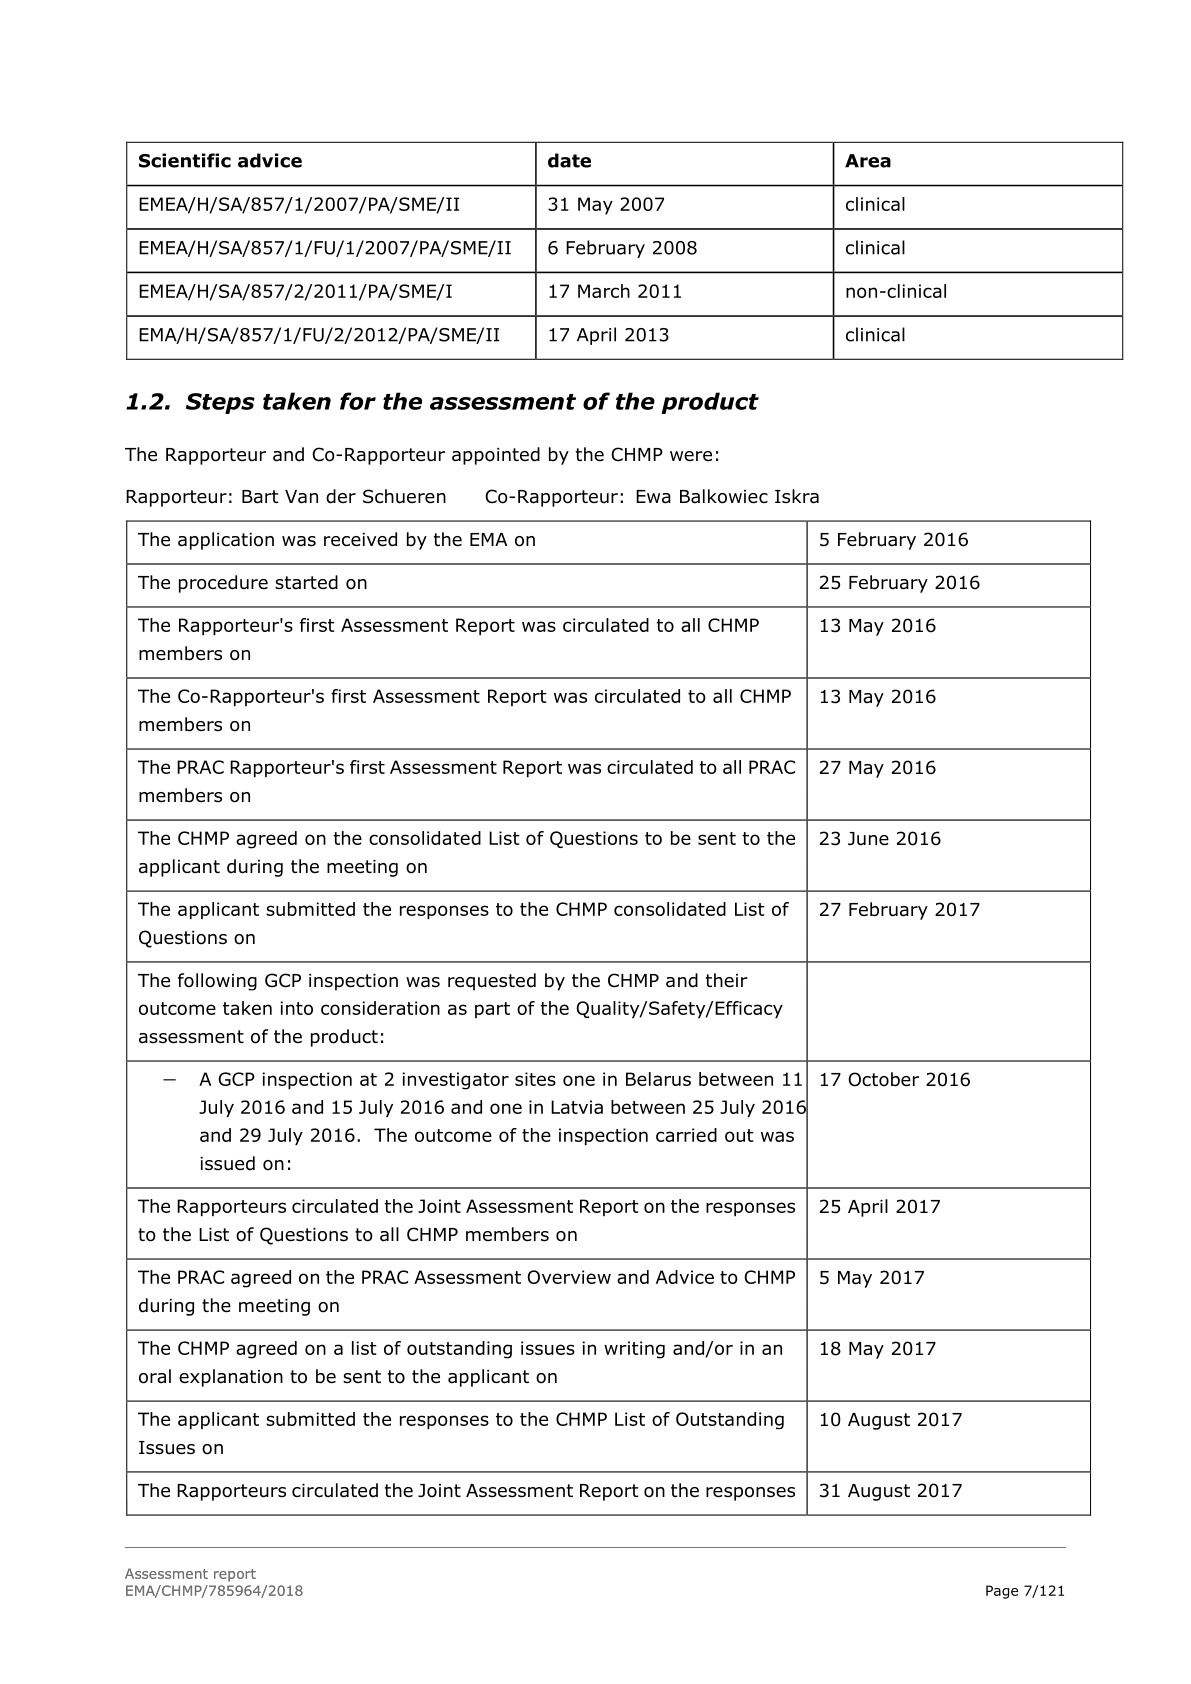 Scientific advice date Area
EMEA/H/SA/857/1/2007/PA/SME/II 31 May 2007 clinical
EMEA/H/SA/857/1/FU/1/2007/PA/SME/II 6 February 2008 clinical
EMEA/H/SA/857/2/2011/PA/SME/I 17 March 2011 non-clinical
EMA/H/SA/857/1/FU/2/2012/PA/SME/II 17 April 2013 clinical
1.2. Steps taken for the assessment of the product
The Rapporteur and Co-Rapporteur appointed by the CHMP were:
Rapporteur: Bart Van der Schueren Co-Rapporteur: Ewa Balkowiec Iskra
The application was received by the EMA on 5 February 2016
The procedure started on 25 February 2016
The Rapporteur's first Assessment Report was circulated to all CHMP 13 May 2016
members on
The Co-Rapporteur's first Assessment Report was circulated to all CHMP 13 May 2016
members on
The PRAC Rapporteur's first Assessment Report was circulated to all PRAC 27 May 2016
members on
The CHMP agreed on the consolidated List of Questions to be sent to the 23 June 2016
applicant during the meeting on
The applicant submitted the responses to the CHMP consolidated List of 27 February 2017
Questions on
The following GCP inspection was requested by the CHMP and their
outcome taken into consideration as part of the Quality/Safety/Efficacy
assessment of the product:
— A GCP inspection at 2 investigator sites one in Belarus between 11 17 October 2016
July 2016 and 15 July 2016 and one in Latvia between 25 July 2016
and 29 July 2016. The outcome of the inspection carried out was
issued on:
The Rapporteurs circulated the Joint Assessment Report on the responses 25 April 2017
to the List of Questions to all CHMP members on
The PRAC agreed on the PRAC Assessment Overview and Advice to CHMP 5 May 2017
during the meeting on
The CHMP agreed on a list of outstanding issues in writing and/or in an 18 May 2017
oral explanation to be sent to the applicant on
The applicant submitted the responses to the CHMP List of Outstanding 10 August 2017
Issues on
The Rapporteurs circulated the Joint Assessment Report on the responses 31 August 2017
Assessment report
EMA/CHMP/785964/2018 Page 7/121